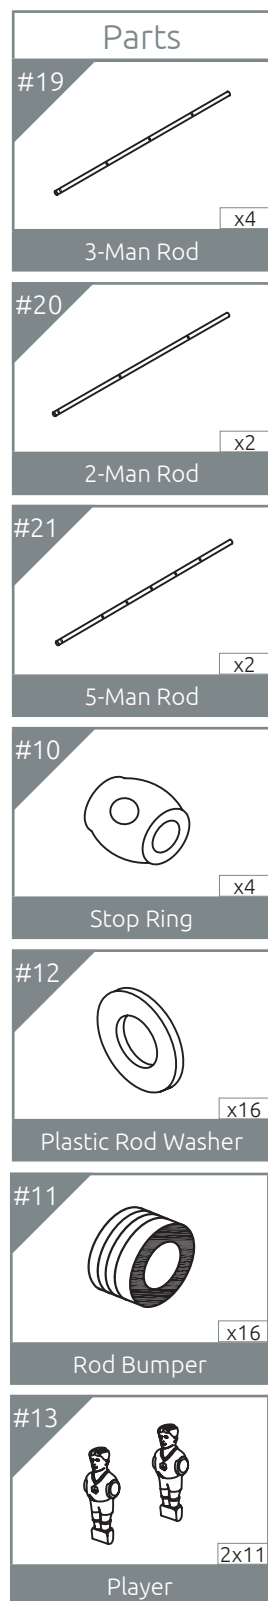 Parts
#19
x4
3-Man Rod
#20
x2
2-Man Rod
#21
x2
5-Man Rod
#10
x4
Stop Ring
#12
x16
Plastic Rod Washer
#11
x16
Rod Bumper
#13
2x11
Player